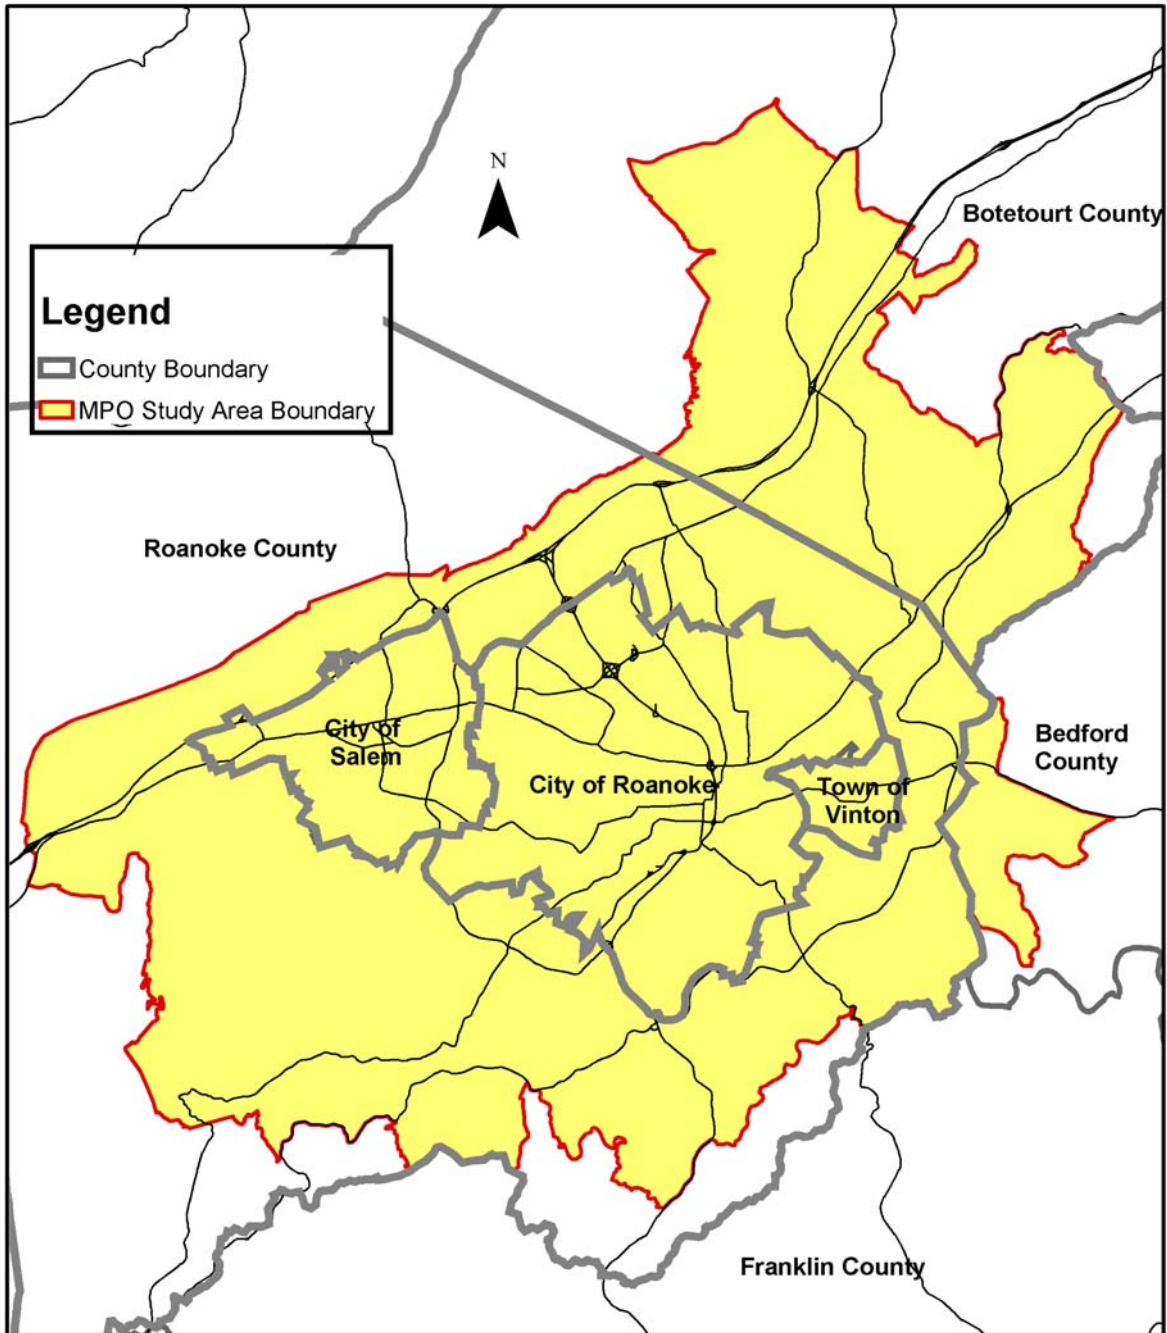 N
Botetourt County
Legend
County Boundary
MPO Study Area Boundary
Roanoke County
City of
Salem
City of Roanoke
Town of
Vinton
Bedford
County
Franklin County